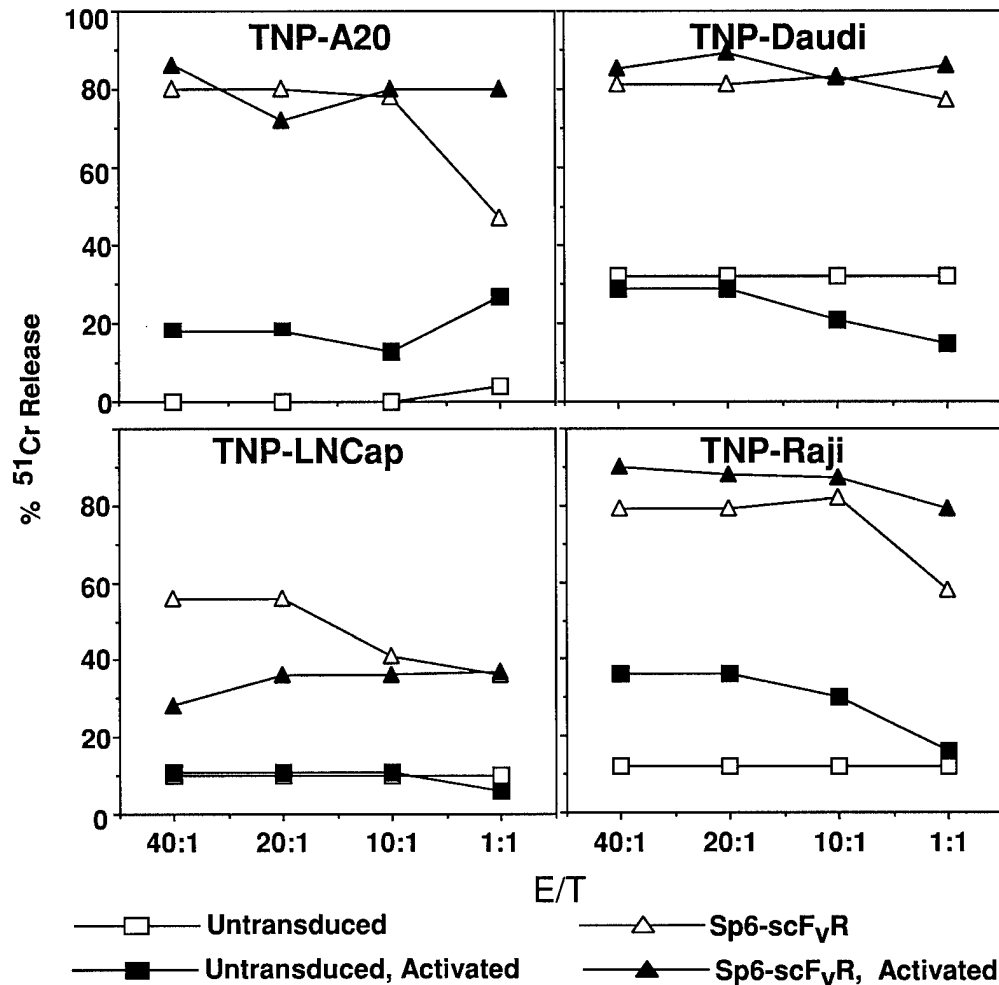 100
80
60
40
20
0
TNP-A20
TNP-Daudi
% 51Cr Release
80
60
40
20
0
TNP-LNCap
TNP-Raji
40:1 20:1 10:1 1:1
40:1 20:1 10:1 1:1
E/T
Untransduced
Sp6-scFVR
Untransduced, Activated
Sp6-scFVR, Activated